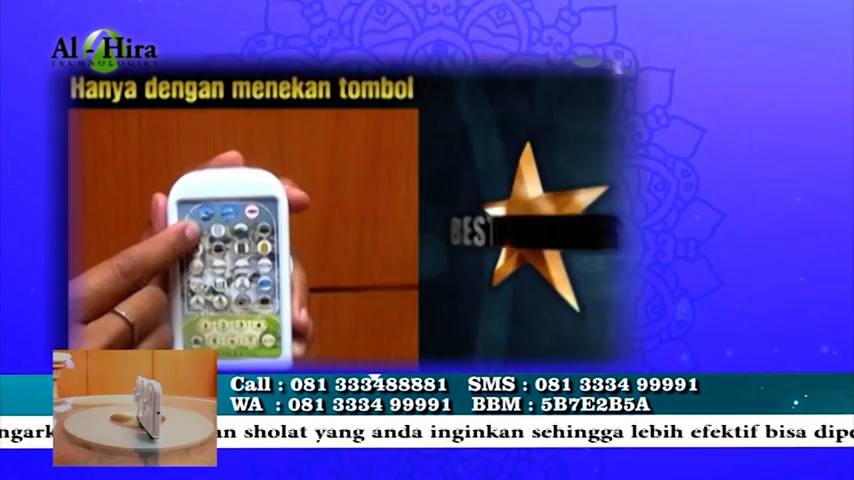 Al-Hira
TECHNOLOGIES
Hanya dengan menekan tombol
BEST
Call : 081 333488881 SMS : 081 3334 99991
WA : 081 3334 99991 BBM : 5B7E2B5A
sholat yang anda inginkan sehingga lebih efektif bisa